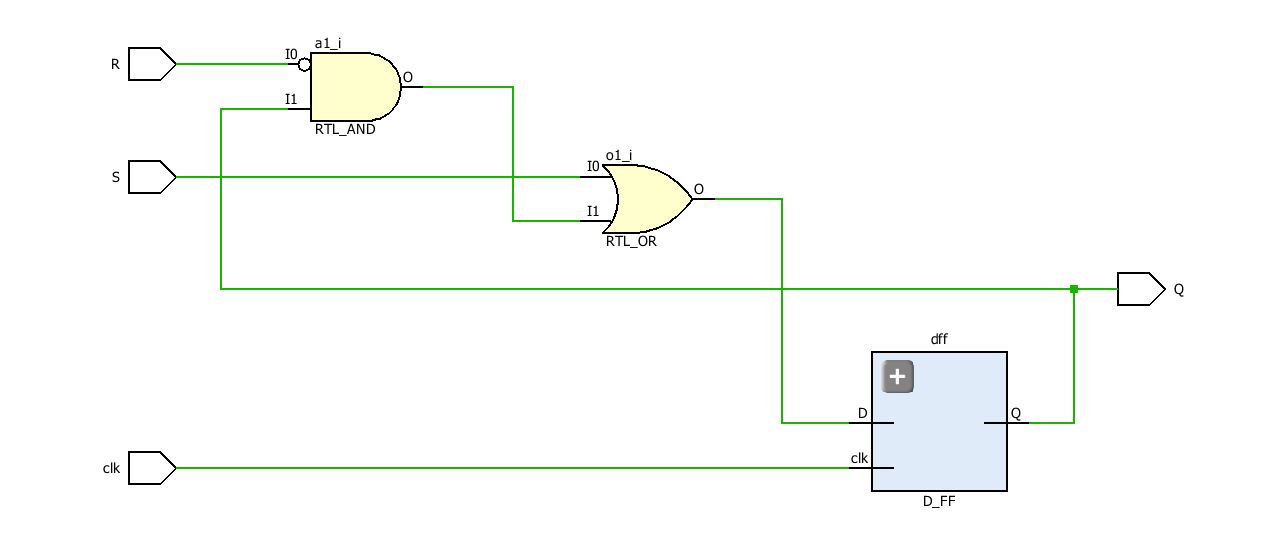 a1_i
R
I0
O
I1
RTL_AND
o1_i
S
I0
O
I1
RTL_OR
Q
dff
D
Q
clk
clk
D_FF